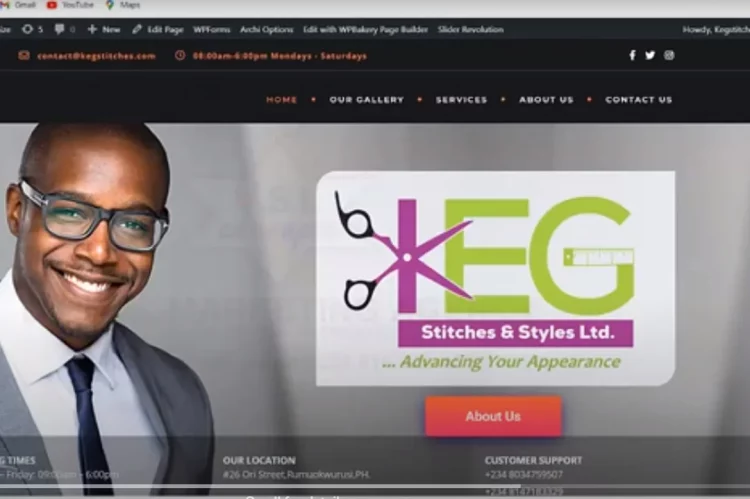 Gmail YouTube Maps
5 0 New Edit Page WPForms Archi Options Edit with WPBakery Page Builder Slider Revolution Howdy, Kegstitch
contact@kegstitches.com 08:00am-6:00pm Mondays - Saturdays
HOME OUR GALLERY SERVICES ABOUT US CONTACT US
KEG
Stitches & Styles Ltd.
... Advancing Your Appearance
About Us
G TIMES OUR LOCATION CUSTOMER SUPPORT
– Friday: 09:00am – 6:00pm #26 Ori Street, Rumuokwurusi, PH. +234 8034759507
+234 8147183329